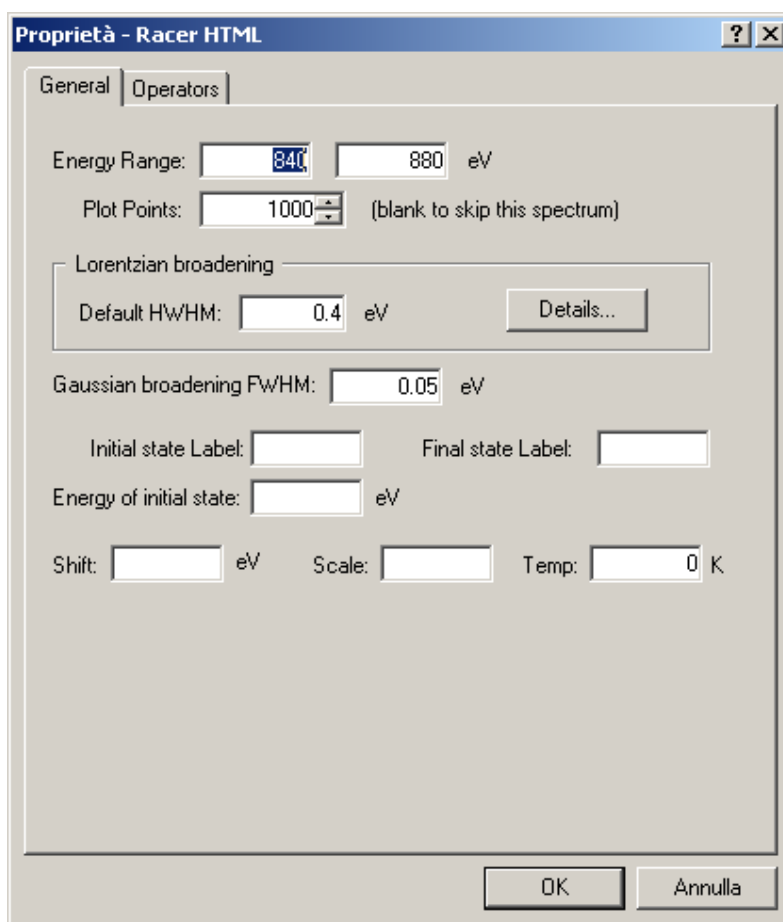 Proprietà - Racer HTML
General Operators
Energy Range: 840 880 eV
Plot Points: 1000 (blank to skip this spectrum)
Lorentzian broadening
Default HWHM: 0.4 eV Details...
Gaussian broadening FWHM: 0.05 eV
Initial state Label: Final state Label:
Energy of initial state: eV
Shift: eV Scale: Temp: 0 K
OK Annulla